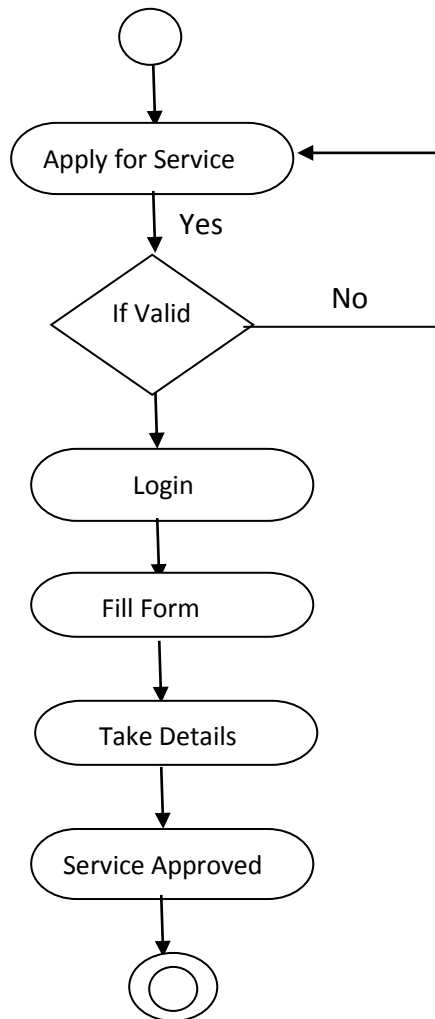 Apply for Service
Yes
If Valid
No
Login
Fill Form
Take Details
Service Approved